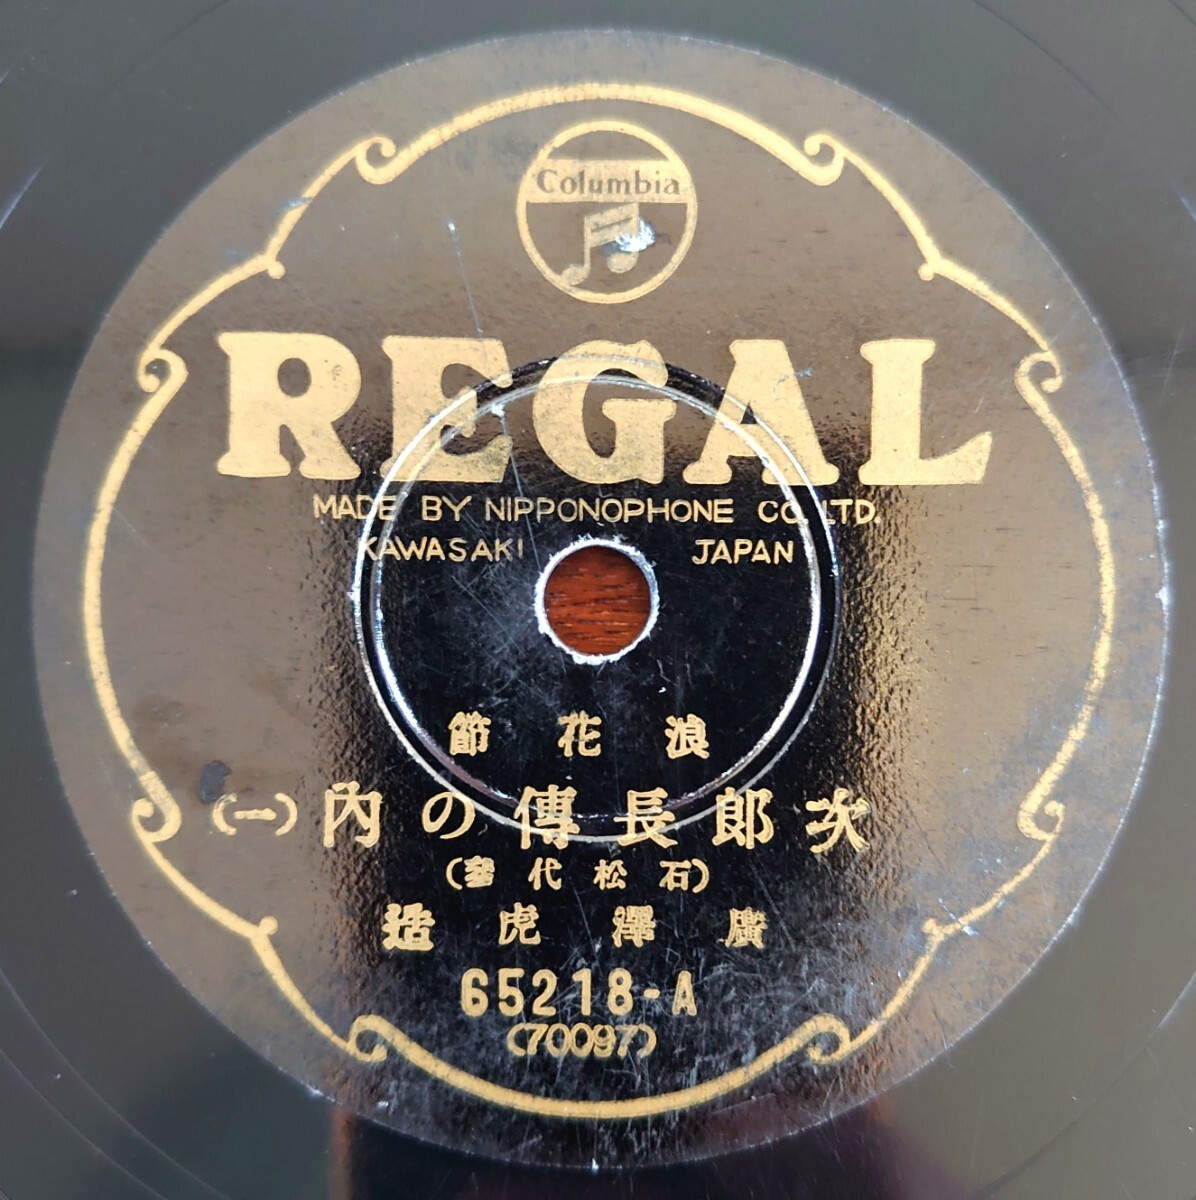 Columbia
REGAL
MADE BY NIPPONOPHONE CO. LTD.
KAWASAKI JAPAN
浪花節
次郎長傳の內(一)
(石松代參)
廣澤虎造
65218-A
(70097)